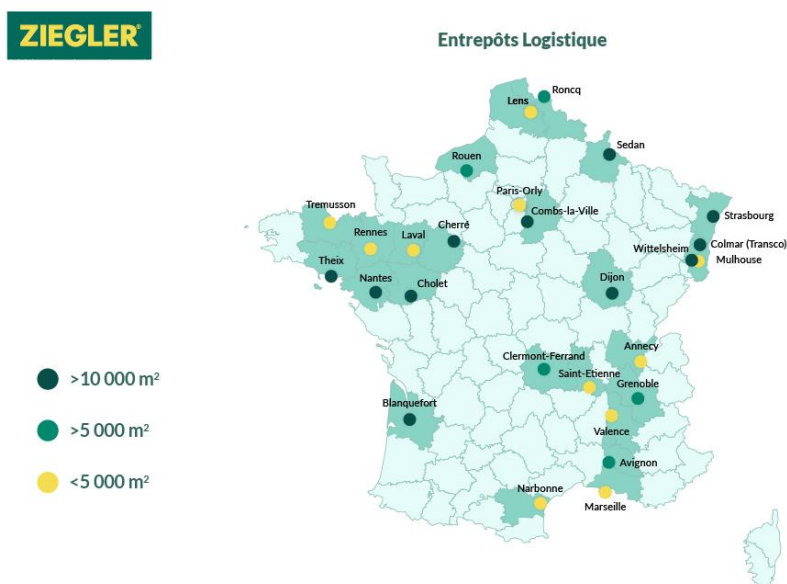 ZIEGLER®
Entrepôts Logistique
Roncq
Lens
Sedan
Rouen
Paris-Orly
Combs-la-Ville
Strasbourg
Tremusson
Rennes
Laval
Cherré
Colmar (Transco)
Wittelsheim
Mulhouse
Theix
Nantes
Cholet
Dijon
Annecy
Clermont-Ferrand
Saint-Etienne
Grenoble
>10 000 m²
Blanquefort
>5 000 m²
Valence
Avignon
<5 000 m²
Narbonne
Marseille